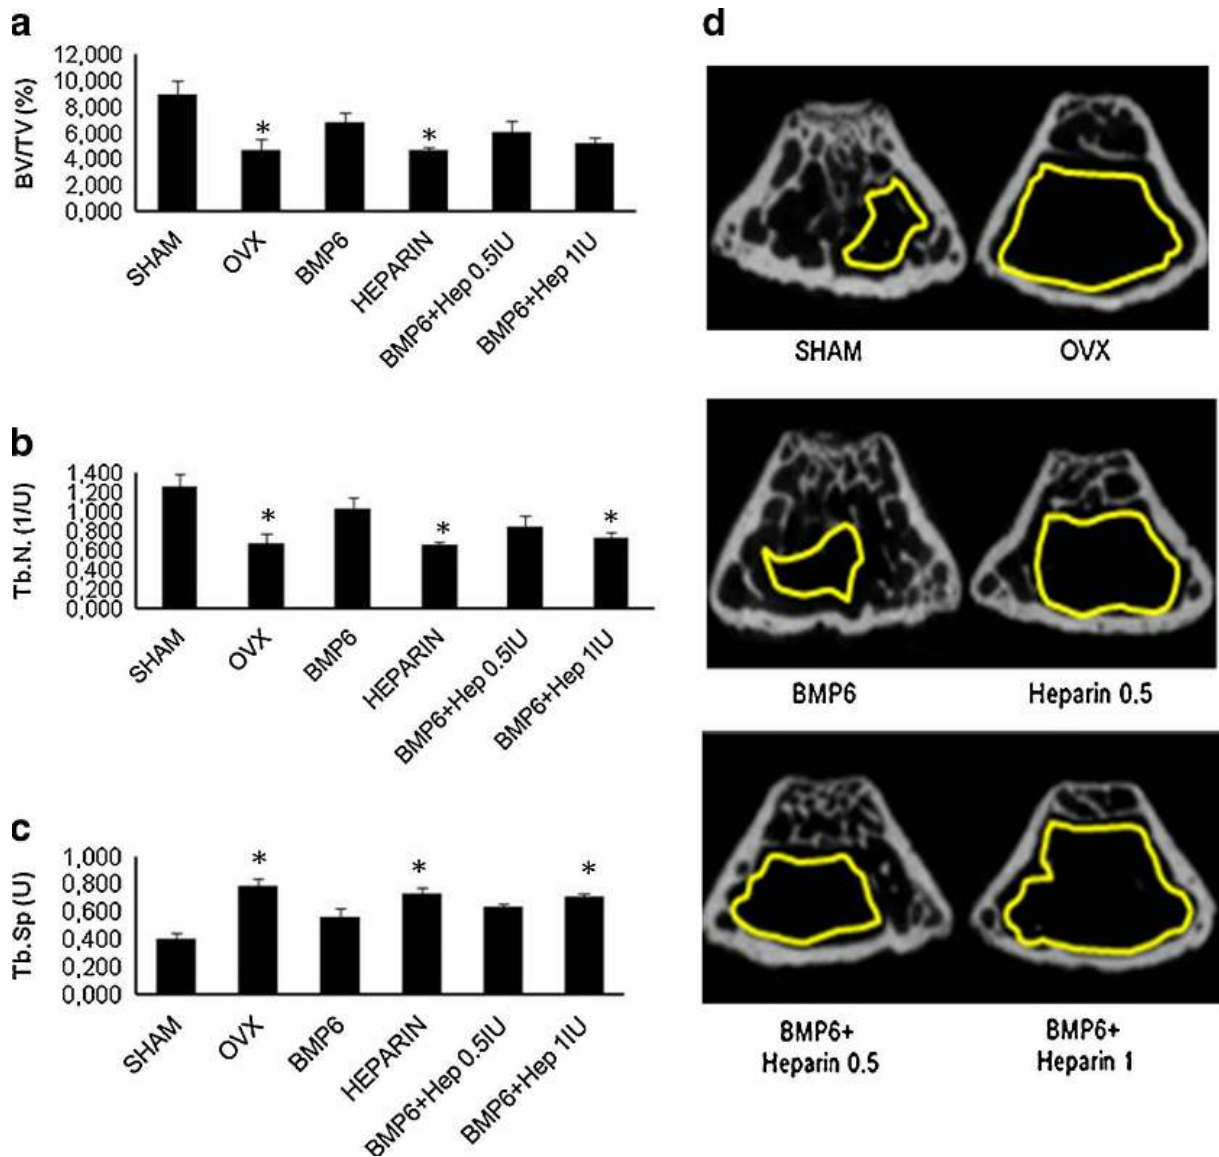 a
BV/TV (%)
12,000
10,000
8,000
6,000
4,000
2,000
0,000
*
*
SHAM
OVX
BMP6
HEPARIN
BMP6+Hep 0.5IU
BMP6+Hep 1IU
b
Tb.N. (1/U)
1,400
1,200
1,000
0,800
0,600
0,400
0,200
0,000
*
*
*
SHAM
OVX
BMP6
HEPARIN
BMP6+Hep 0.5IU
BMP6+Hep 1IU
c
Tb.Sp (U)
1,000
0,800
0,600
0,400
0,200
0,000
*
*
*
SHAM
OVX
BMP6
HEPARIN
BMP6+Hep 0.5IU
BMP6+Hep 1IU
d
SHAM
OVX
BMP6
Heparin 0.5
BMP6+
Heparin 0.5
BMP6+
Heparin 1